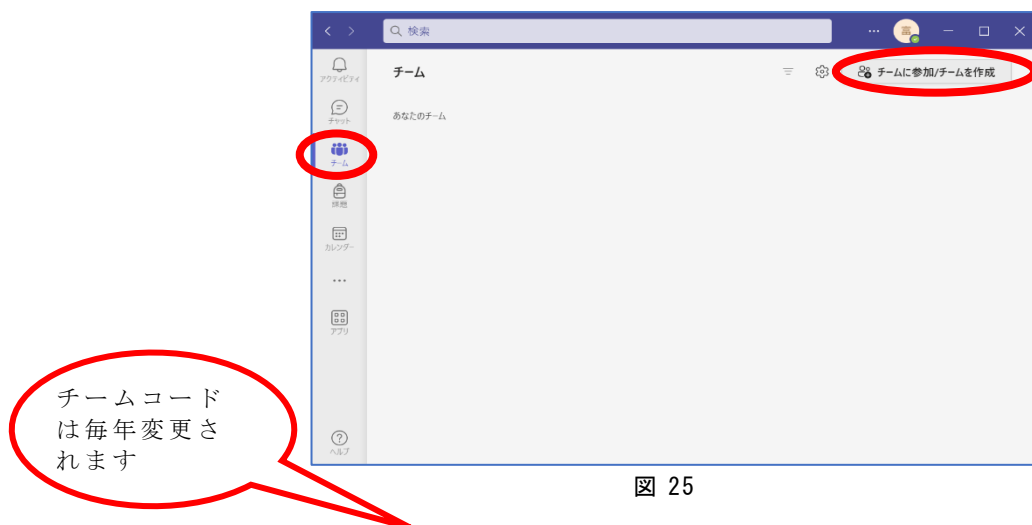 検索
富
アクティビティ
チーム
チームに参加/チームを作成
チャット
あなたのチーム
チーム
課題
カレンダー
アプリ
ヘルプ
チームコード
は毎年変更さ
れます
図 25